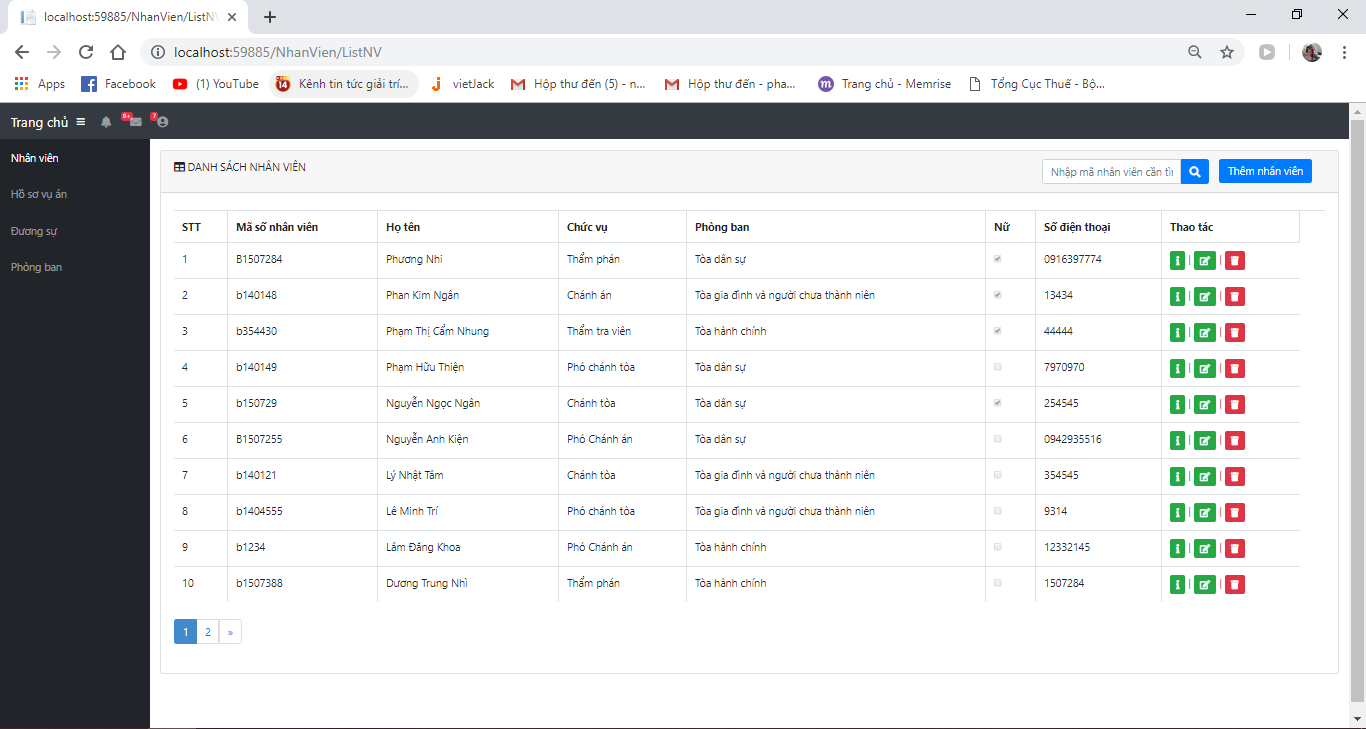 localhost:59885/NhanVien/ListNV
localhost:59885/NhanVien/ListNV
Apps Facebook (1) YouTube Kênh tin tức giải trí... vietJack Hộp thư đến (5) - n... Hộp thư đến - pha... Trang chủ - Memrise Tổng Cục Thuế - Bộ...
Trang chủ 9+ 7
Nhân viên
Hồ sơ vụ án
Đương sự
Phòng ban
DANH SÁCH NHÂN VIÊN Nhập mã nhân viên cần tìr Thêm nhân viên
STT Mã số nhân viên Họ tên Chức vụ Phòng ban Nữ Số điện thoại Thao tác
1 B1507284 Phương Nhi Thẩm phán Tòa dân sự 0916397774 | |
2 b140148 Phan Kim Ngân Chánh án Tòa gia đình và người chưa thành niên 13434 | |
3 b354430 Phạm Thị Cẩm Nhung Thẩm tra viên Tòa hành chính 44444 | |
4 b140149 Phạm Hữu Thiện Phó chánh tòa Tòa dân sự 7970970 | |
5 b150729 Nguyễn Ngọc Ngân Chánh tòa Tòa dân sự 254545 | |
6 B1507255 Nguyễn Anh Kiện Phó Chánh án Tòa dân sự 0942935516 | |
7 b140121 Lý Nhật Tâm Chánh tòa Tòa gia đình và người chưa thành niên 354545 | |
8 b1404555 Lê Minh Trí Phó chánh tòa Tòa gia đình và người chưa thành niên 9314 | |
9 b1234 Lâm Đăng Khoa Phó Chánh án Tòa hành chính 12332145 | |
10 b1507388 Dương Trung Nhì Thẩm phán Tòa hành chính 1507284 | |
1 2 »